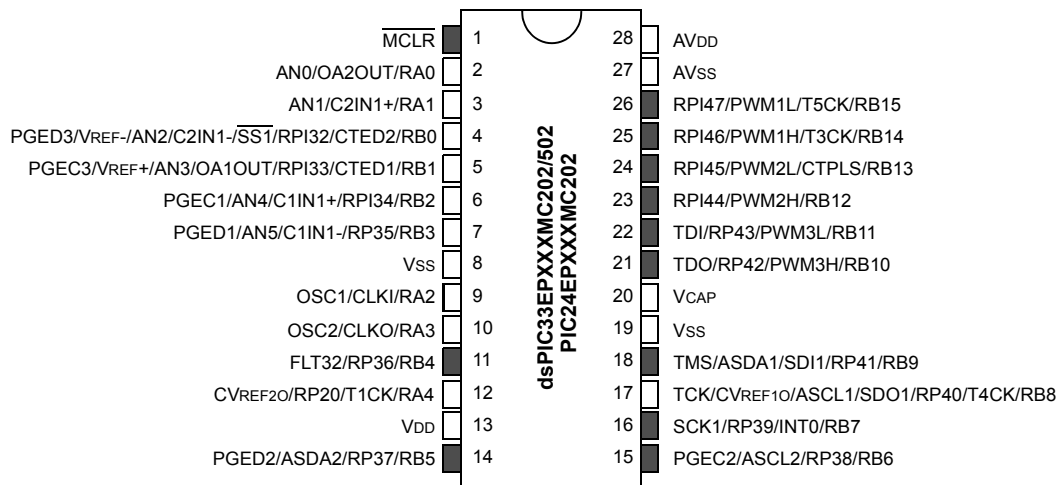 MCLR 1
AN0/OA2OUT/RA0 2
AN1/C2IN1+/RA1 3
PGED3/VREF-/AN2/C2IN1-/SS1/RPI32/CTED2/RB0 4
PGEC3/VREF+/AN3/OA1OUT/RPI33/CTED1/RB1 5
PGEC1/AN4/C1IN1+/RPI34/RB2 6
PGED1/AN5/C1IN1-/RP35/RB3 7
VSS 8
OSC1/CLKI/RA2 9
OSC2/CLKO/RA3 10
FLT32/RP36/RB4 11
CVREF2O/RP20/T1CK/RA4 12
VDD 13
PGED2/ASDA2/RP37/RB5 14
dsPIC33EPXXXMC202/502
PIC24EPXXXMC202
28 AVDD
27 AVSS
26 RPI47/PWM1L/T5CK/RB15
25 RPI46/PWM1H/T3CK/RB14
24 RPI45/PWM2L/CTPLS/RB13
23 RPI44/PWM2H/RB12
22 TDI/RP43/PWM3L/RB11
21 TDO/RP42/PWM3H/RB10
20 VCAP
19 VSS
18 TMS/ASDA1/SDI1/RP41/RB9
17 TCK/CVREF1O/ASCL1/SDO1/RP40/T4CK/RB8
16 SCK1/RP39/INT0/RB7
15 PGEC2/ASCL2/RP38/RB6